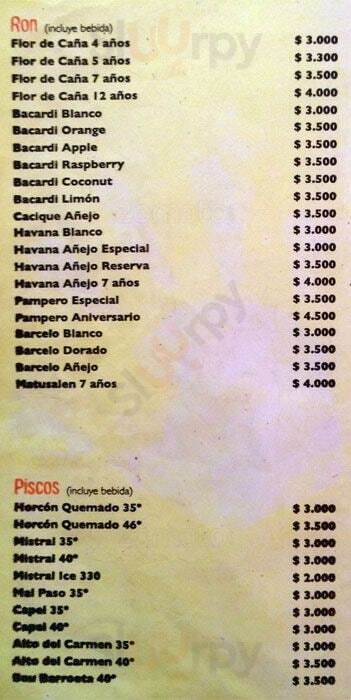 Ron (incluye bebida)
Flor de Caña 4 años $ 3.000
Flor de Caña 5 años $ 3.300
Flor de Caña 7 años $ 3.500
Flor de Caña 12 años $ 4.000
Bacardi Blanco $ 3.000
Bacardi Orange $ 3.500
Bacardi Apple $ 3.500
Bacardi Raspberry $ 3.500
Bacardi Coconut $ 3.500
Bacardi Limón $ 3.500
Cacique Añejo $ 3.500
Havana Blanco $ 3.000
Havana Añejo Especial $ 3.000
Havana Añejo Reserva $ 3.500
Havana Añejo 7 años $ 4.000
Pampero Especial $ 3.500
Pampero Aniversario $ 4.500
Barcelo Blanco $ 3.000
Barcelo Dorado $ 3.500
Barcelo Añejo $ 3.500
Matusalen 7 años $ 4.000
Piscos (incluye bebida)
Horcón Quemado 35° $ 3.000
Horcón Quemado 46° $ 3.500
Mistral 35° $ 3.000
Mistral 40° $ 3.000
Mistral Ice 330 $ 2.000
Mal Paso 35° $ 3.000
Capel 35° $ 3.000
Capel 40° $ 3.000
Alto del Carmen 35° $ 3.000
Alto del Carmen 40° $ 3.500
Bau Barroeta 40° $ 3.500
sluurpy
sluurpy
sluurpy